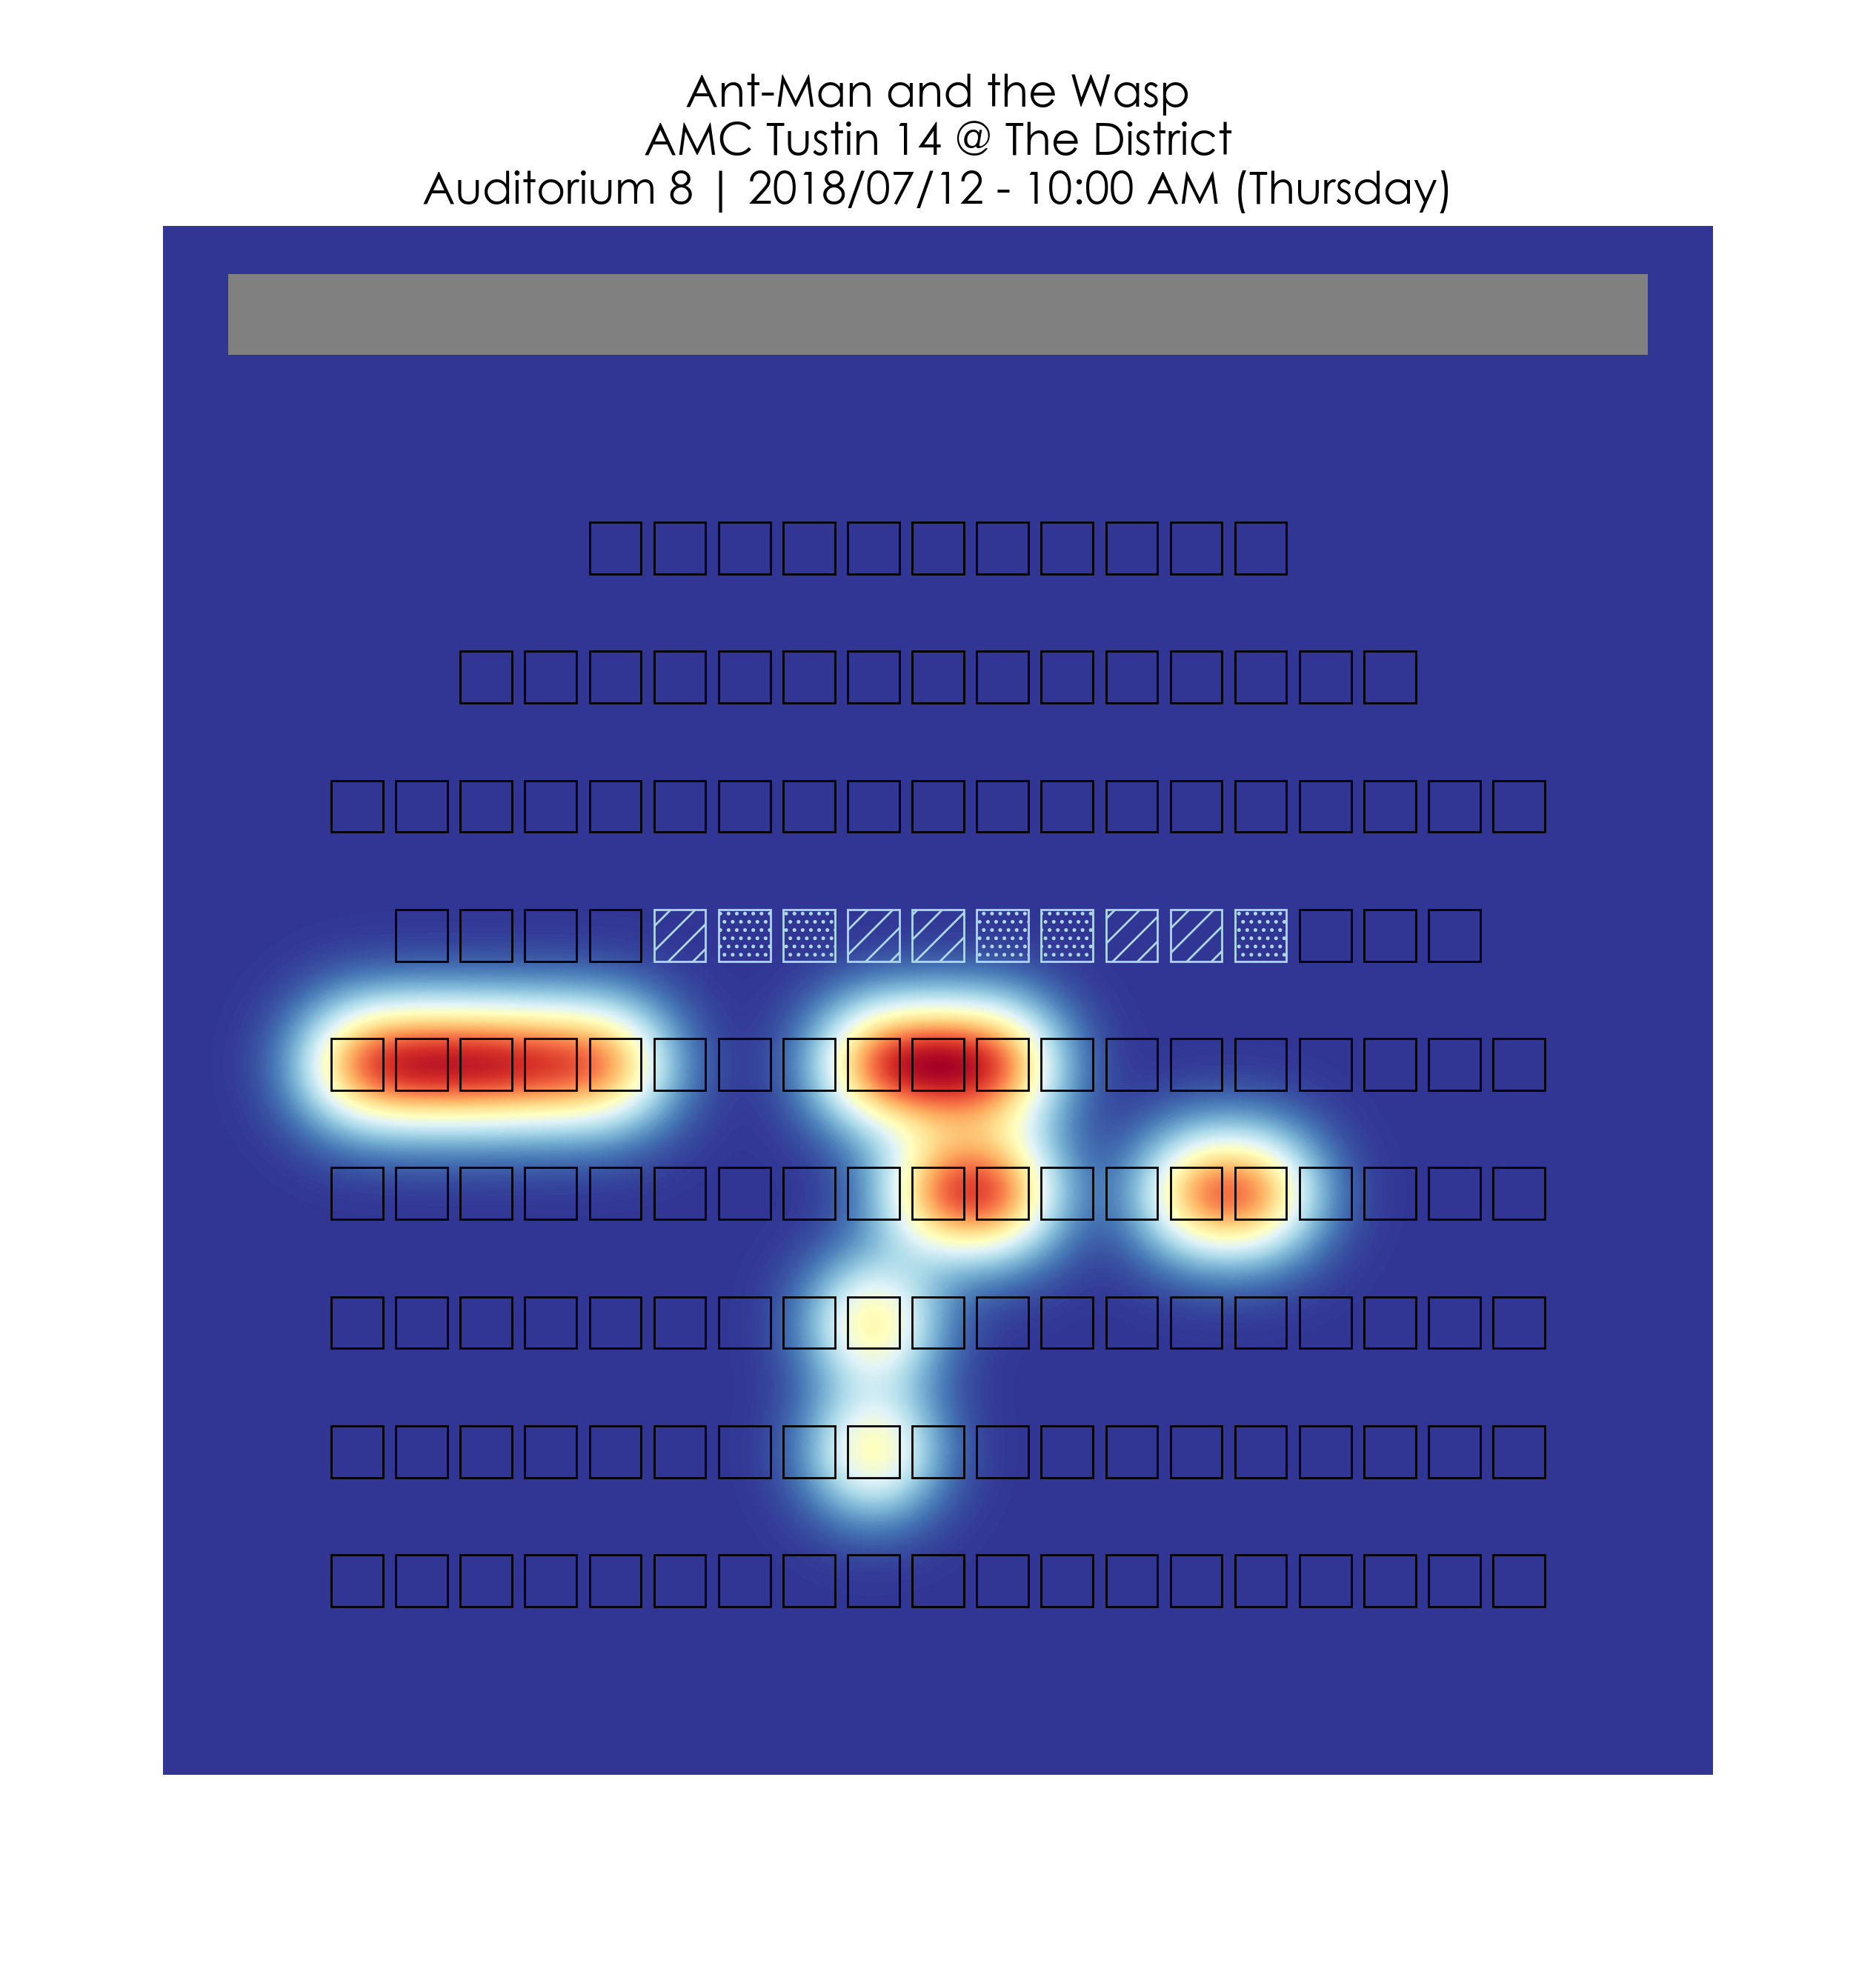 Ant-Man and the Wasp
AMC Tustin 14 @ The District
Auditorium 8 | 2018/07/12 - 10:00 AM (Thursday)